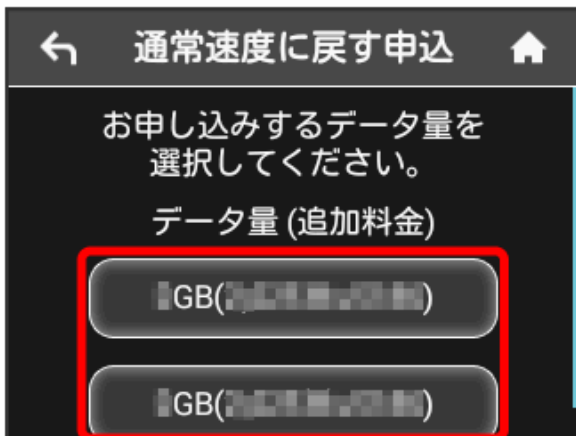 通常速度に戻す申込
お申し込みするデータ量を
選択してください。
データ量 (追加料金)
GB( )
GB( )